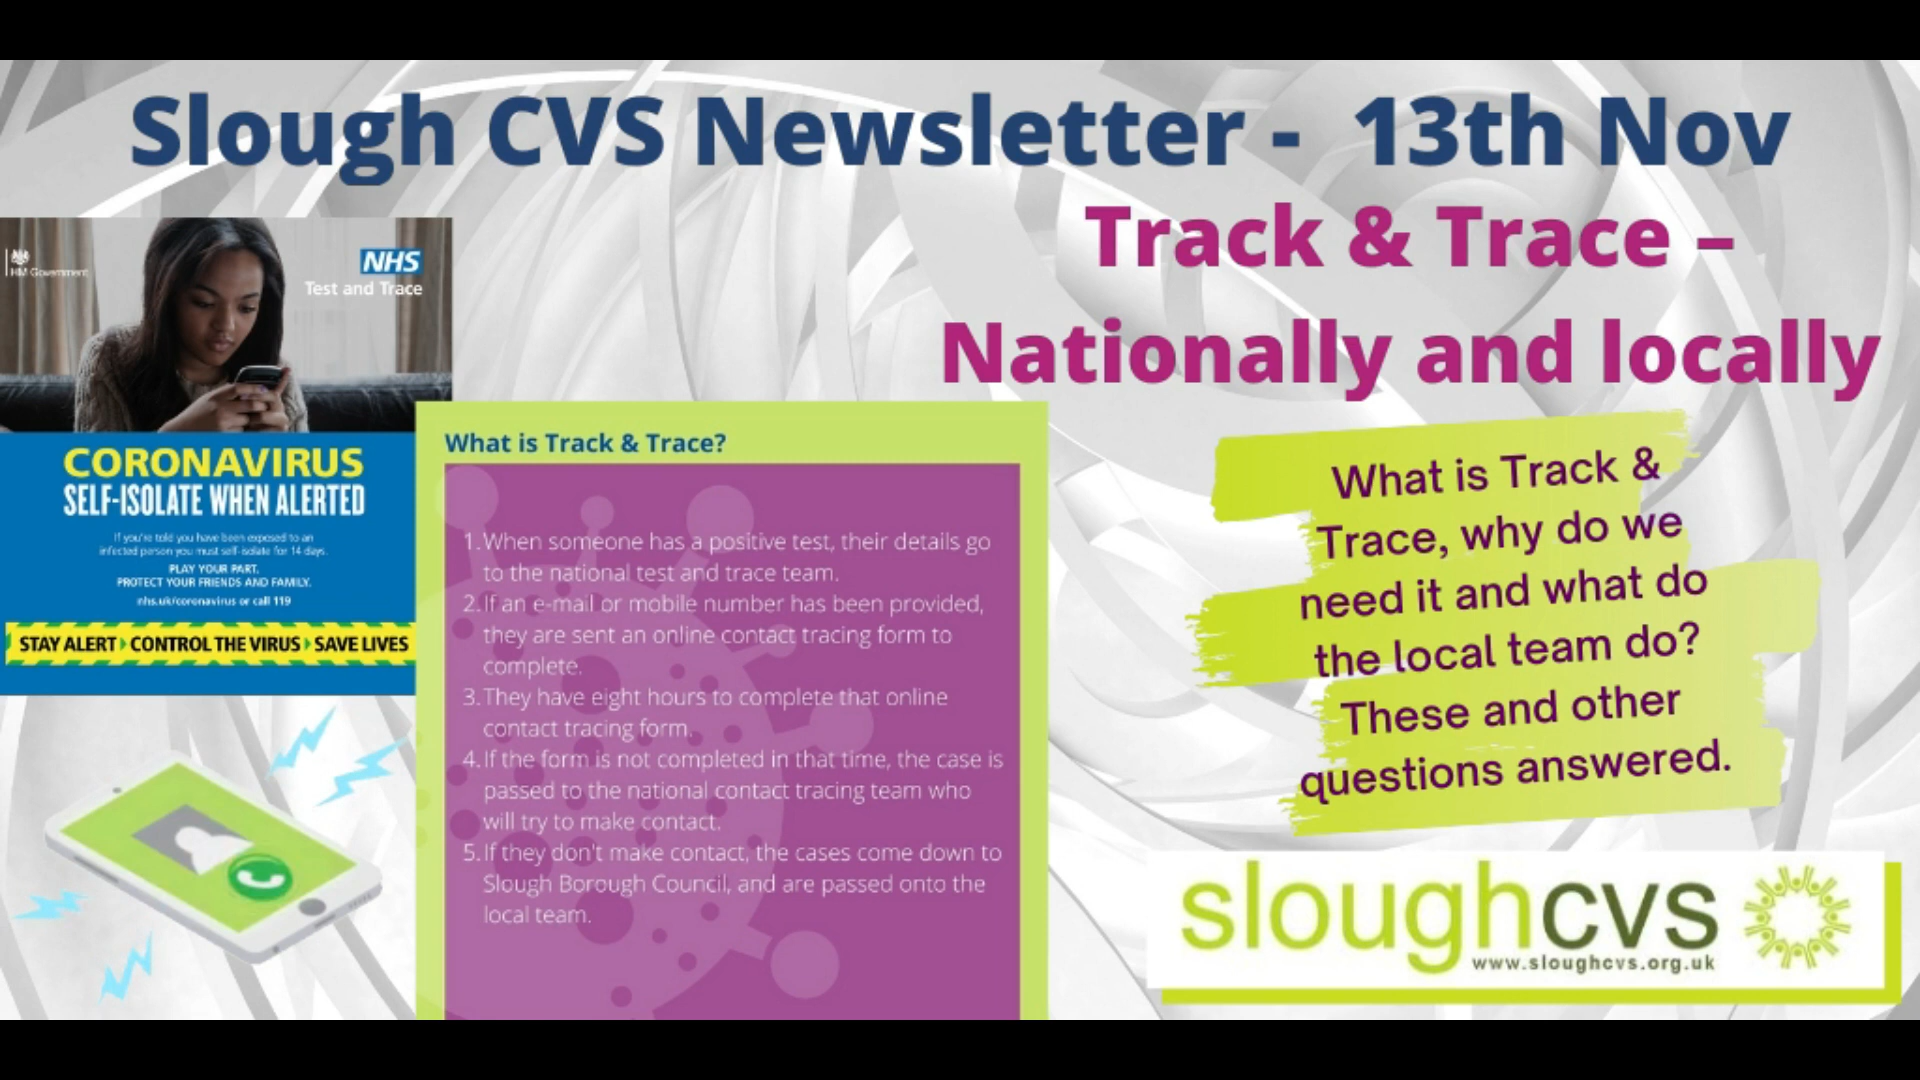 Slough CVS Newsletter - 13th Nov
Track & Trace –
Nationally and locally
HM Government
NHS
Test and Trace
CORONAVIRUS
SELF-ISOLATE WHEN ALERTED
If you're told you have been exposed to an
infected person you must self-isolate for 14 days.
PLAY YOUR PART.
PROTECT YOUR FRIENDS AND FAMILY.
nhs.uk/coronavirus or call 119
STAY ALERT CONTROL THE VIRUS SAVE LIVES
What is Track & Trace?
1. When someone has a positive test, their details go
to the national test and trace team.
2. If an e-mail or mobile number has been provided,
they are sent an online contact tracing form to
complete.
3. They have eight hours to complete that online
contact tracing form.
4. If the form is not completed in that time, the case is
passed to the national contact tracing team who
will try to make contact.
5. If they don't make contact, the cases come down to
Slough Borough Council, and are passed onto the
local team.
What is Track &
Trace, why do we
need it and what do
the local team do?
These and other
questions answered.
sloughcvs
www.sloughcvs.org.uk